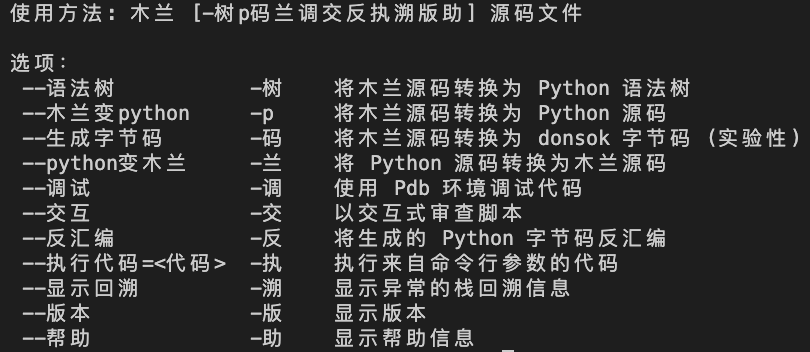 使用方法: 木兰 [-树p码兰调交反执溯版助] 源码文件
选项:
--语法树 -树 将木兰源码转换为 Python 语法树
--木兰变python -p 将木兰源码转换为 Python 源码
--生成字节码 -码 将木兰源码转换为 donsok 字节码 (实验性)
--python变木兰 -兰 将 Python 源码转换为木兰源码
--调试 -调 使用 Pdb 环境调试代码
--交互 -交 以交互式审查脚本
--反汇编 -反 将生成的 Python 字节码反汇编
--执行代码=<代码> -执 执行来自命令行参数的代码
--显示回溯 -溯 显示异常的栈回溯信息
--版本 -版 显示版本
--帮助 -助 显示帮助信息